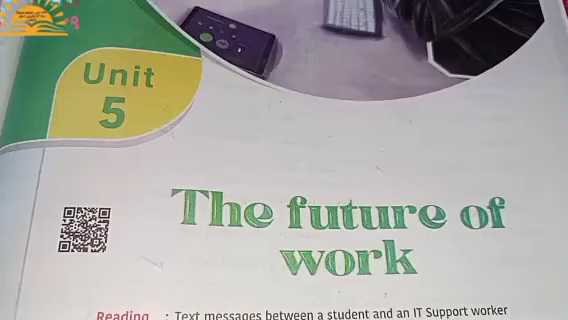 Unit
5
The future of
work
Reading : Text messages between a student and an IT Support worker